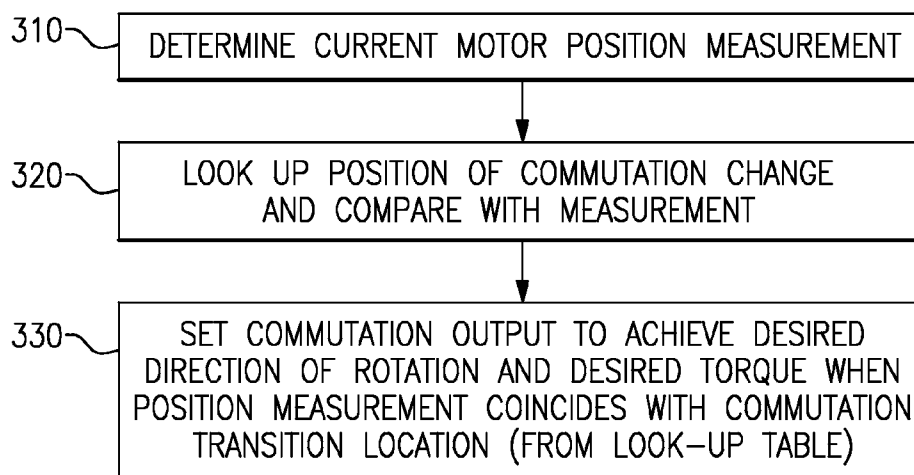 310
DETERMINE CURRENT MOTOR POSITION MEASUREMENT
320
LOOK UP POSITION OF COMMUTATION CHANGE
AND COMPARE WITH MEASUREMENT
330
SET COMMUTATION OUTPUT TO ACHIEVE DESIRED
DIRECTION OF ROTATION AND DESIRED TORQUE WHEN
POSITION MEASUREMENT COINCIDES WITH COMMUTATION
TRANSITION LOCATION (FROM LOOK-UP TABLE)